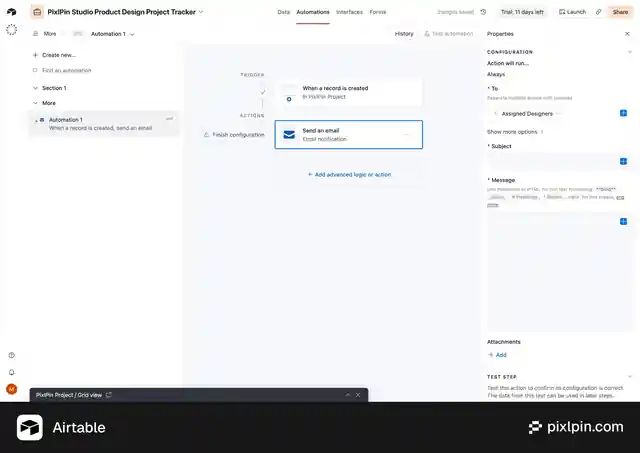 PixlPin Studio Product Design Project Tracker
Data
Automations
Interfaces
Forms
Changes saved
Trial: 11 days left
Launch
Share
More
Automation 1
History
Test automation
Properties
Create new...
Find an automation
Section 1
More
Automation 1
When a record is created, send an email
TRIGGER
When a record is created
PixlPin Project
ACTIONS
Finish configuration
Send an email
Email notification
+ Add advanced logic or action
CONFIGURATION
Action will run...
Always
* To
Assigned Designers
Show more options
* Subject
* Message
Attachments
+ Add
TEST STEP
Test this action to confirm its configuration is correct.
The data from this test can be used in later steps.
M
PixlPin Project / Grid view
Airtable
pixlpin.com